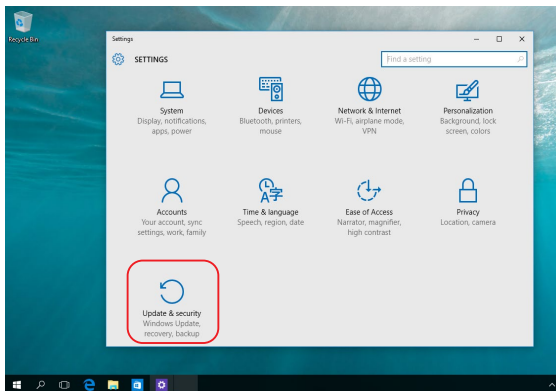 Recycle Bin
Settings
SETTINGS
Find a setting
System
Display, notifications,
apps, power
Devices
Bluetooth, printers,
mouse
Network & Internet
Wi-Fi, airplane mode,
VPN
Personalization
Background, lock
screen, colors
Accounts
Your account, sync
settings, work, family
Time & language
Speech, region, date
Ease of Access
Narrator, magnifier,
high contrast
Privacy
Location, camera
Update & security
Windows Update,
recovery, backup